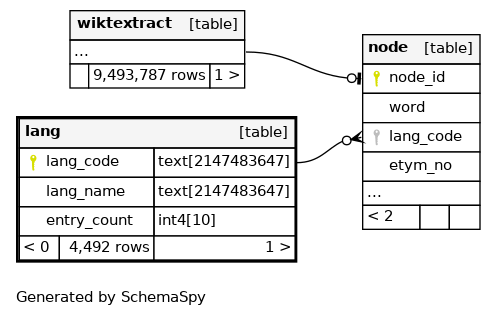 wiktextract [table]
...
9,493,787 rows 1 >
node [table]
node_id
word
lang_code
etym_no
...
< 2
lang [table]
lang_code text[2147483647]
lang_name text[2147483647]
entry_count int4[10]
< 0 4,492 rows 1 >
Generated by SchemaSpy